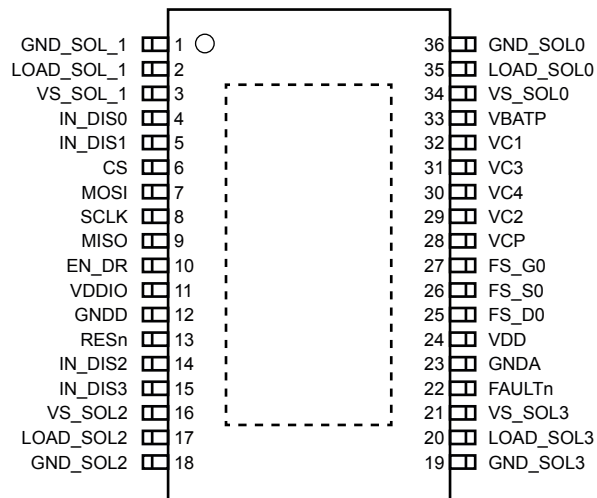 GND_SOL_1 1 36 GND_SOL0
LOAD_SOL_1 2 35 LOAD_SOL0
VS_SOL_1 3 34 VS_SOL0
IN_DIS0 4 33 VBATP
IN_DIS1 5 32 VC1
CS 6 31 VC3
MOSI 7 30 VC4
SCLK 8 29 VC2
MISO 9 28 VCP
EN_DR 10 27 FS_G0
VDDIO 11 26 FS_S0
GNDD 12 25 FS_D0
RESn 13 24 VDD
IN_DIS2 14 23 GNDA
IN_DIS3 15 22 FAULTn
VS_SOL2 16 21 VS_SOL3
LOAD_SOL2 17 20 LOAD_SOL3
GND_SOL2 18 19 GND_SOL3